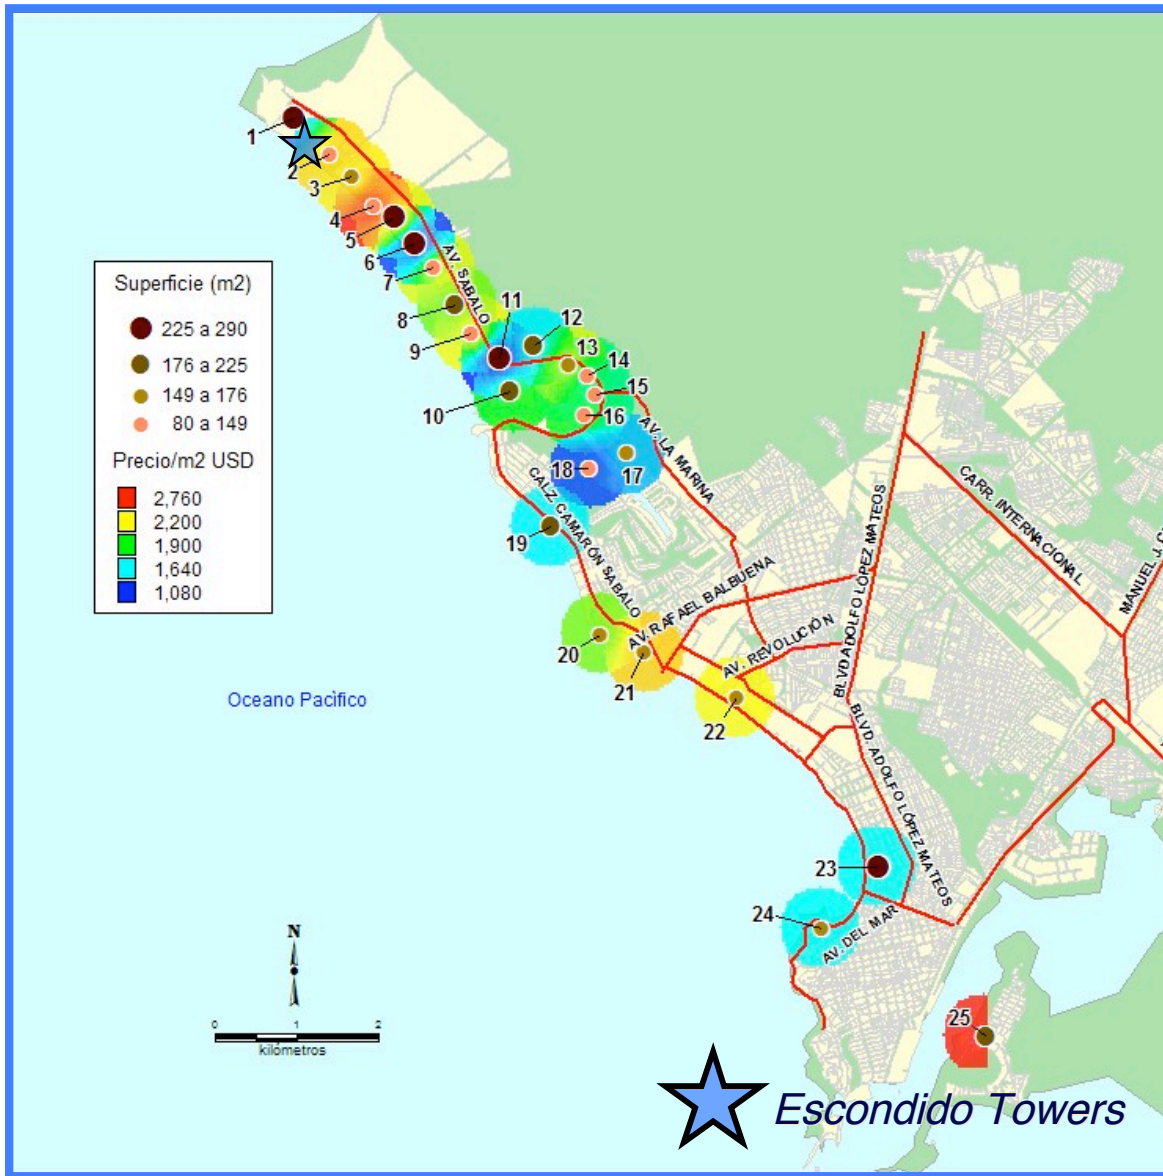 1
2
3
4
5
6
7
8
9
10
11
12
13
14
15
16
17
18
19
20
21
22
23
24
25
AV. SABALO
AV. LA MARINA
CALZ. CAMARÓN SABALO
AV. RAFAEL BALBUENA
AV. REVOLUCIÓN
BLVD ADOLFO LÓPEZ MATEOS
BLVD. ADOLFO LÓPEZ MATEOS
CARR. INTERNACIONAL
MANUEL J. C
AV. DEL MAR
Superficie (m2)
225 a 290
176 a 225
149 a 176
80 a 149
Precio/m2 USD
2,760
2,200
1,900
1,640
1,080
Oceano Pacìfico
N
0 1 2
kilómetros
Escondido Towers